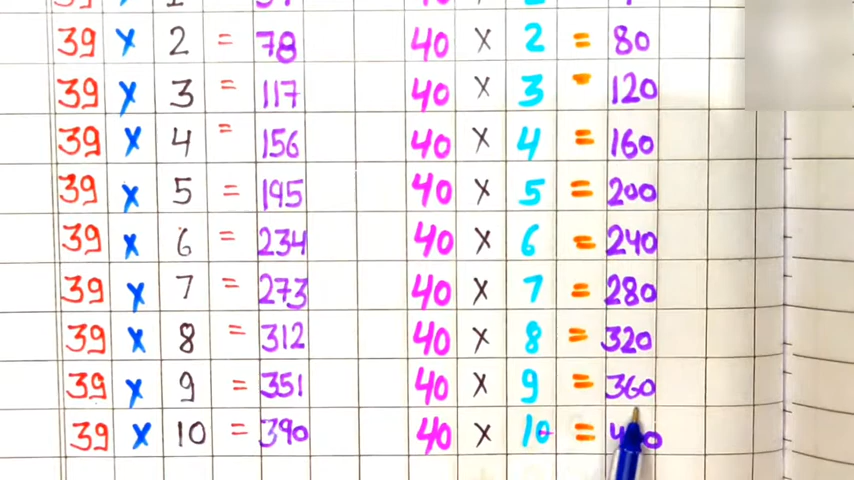 39 × 2 = 78
39 × 3 = 117
39 × 4 = 156
39 × 5 = 195
39 × 6 = 234
39 × 7 = 273
39 × 8 = 312
39 × 9 = 351
39 × 10 = 390
40 × 2 = 80
40 × 3 = 120
40 × 4 = 160
40 × 5 = 200
40 × 6 = 240
40 × 7 = 280
40 × 8 = 320
40 × 9 = 360
40 × 10 =